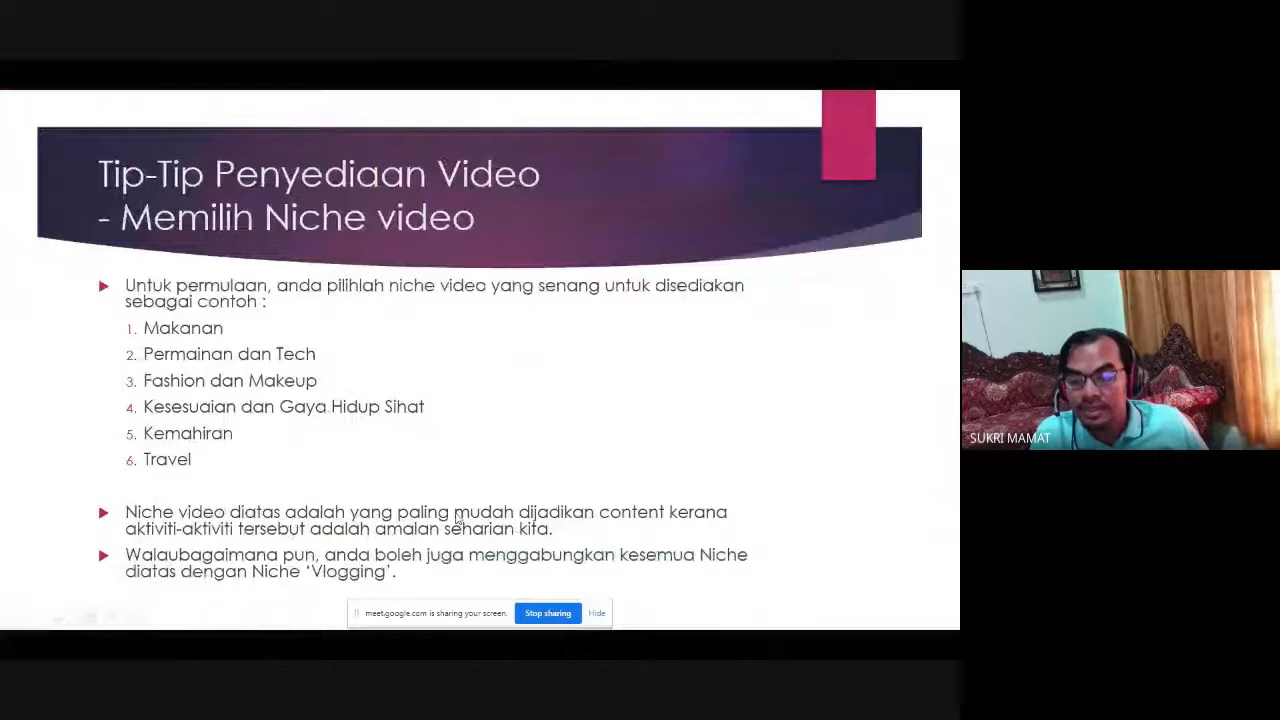 Tip-Tip Penyediaan Video
- Memilih Niche video
Untuk permulaan, anda pilihlah niche video yang senang untuk disediakan
sebagai contoh :
1. Makanan
2. Permainan dan Tech
3. Fashion dan Makeup
4. Kesesuaian dan Gaya Hidup Sihat
5. Kemahiran
6. Travel
Niche video diatas adalah yang paling mudah dijadikan content kerana
aktiviti-aktiviti tersebut adalah amalan seharian kita.
Walaubagaimana pun, anda boleh juga menggabungkan kesemua Niche
diatas dengan Niche ‘Vlogging’.
meet.google.com is sharing your screen.
Stop sharing
Hide
SUKRI MAMAT